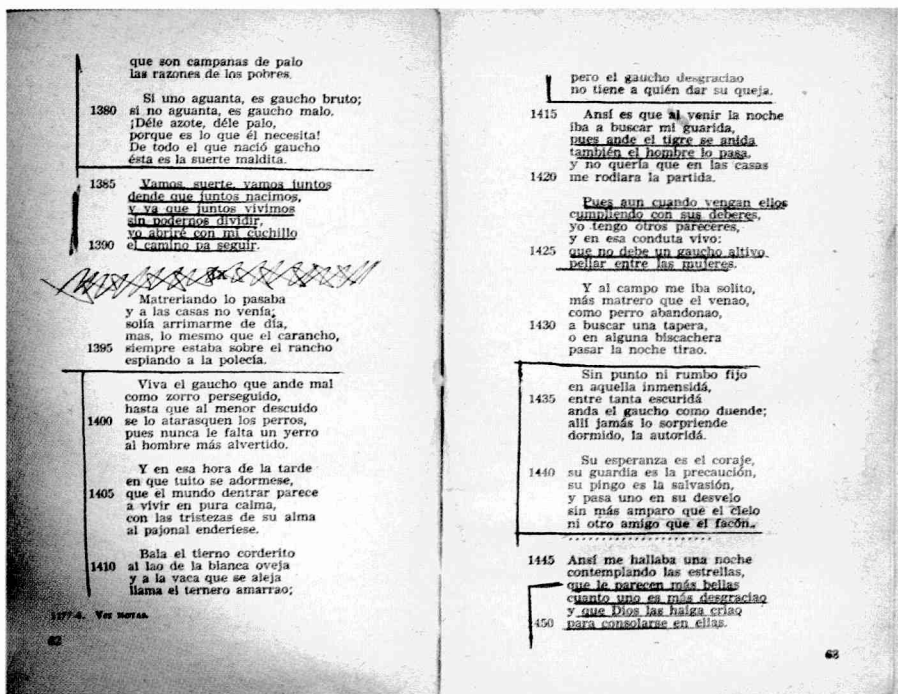 que son campanas de palo
las razones de los pobres.
Si uno aguanta, es gaucho bruto;
1380 si no aguanta, es gaucho malo.
¡Déle azote, déle palo,
porque es lo que él necesita!
De todo el que nació gaucho
ésta es la suerte maldita.
1385 Vamos, suerte, vamos juntos
dende que juntos nacimos,
y ya que juntos vivimos
sin podernos dividir,
yo abriré con mi cuchillo
1390 el camino pa seguir.
Matreriando lo pasaba
y a las casas no venía;
solía arrimarme de día,
mas, lo mesmo que el carancho,
1395 siempre estaba sobre el rancho
espiando a la polecía.
Viva el gaucho que ande mal
como zorro perseguido,
hasta que al menor descuido
1400 se lo atarasquen los perros,
pues nunca le falta un yerro
al hombre más alvertido.
Y en esa hora de la tarde
en que tuito se adormese,
1405 que el mundo dentrar parece
a vivir en pura calma,
con las tristezas de su alma
al pajonal enderiese.
Bala el tierno corderito
1410 al lao de la blanca oveja
y a la vaca que se aleja
llama el ternero amarrao;
1377-8. Ver notas.
62
pero el gaucho desgraciao
no tiene a quién dar su queja.
1415 Ansí es que al venir la noche
iba a buscar mi guarida,
pues ande el tigre se anida
también el hombre lo pasa,
y no quería que en las casas
1420 me rodiara la partida.
Pues aun cuando vengan ellos
cumpliendo con sus deberes,
yo tengo otros pareceres,
y en esa conduta vivo:
1425 que no debe un gaucho altivo
peliar entre las mujeres.
Y al campo me iba solito,
más matrero que el venao,
como perro abandonao,
1430 a buscar una tapera,
o en alguna biscachera
pasar la noche tirao.
Sin punto ni rumbo fijo
en aquella inmensidá,
1435 entre tanta escuridá
anda el gaucho como duende;
allí jamás lo sorpriende
dormido, la autoridá.
Su esperanza es el coraje,
1440 su guardia es la precaución,
su pingo es la salvasión,
y pasa uno en su desvelo
sin más amparo que el cielo
ni otro amigo que el facón.
1445 Ansí me hallaba una noche
contemplando las estrellas,
que le parecen más bellas
cuanto uno es más desgraciao
y que Dios las haiga criao
450 para consolarse en ellas.
63